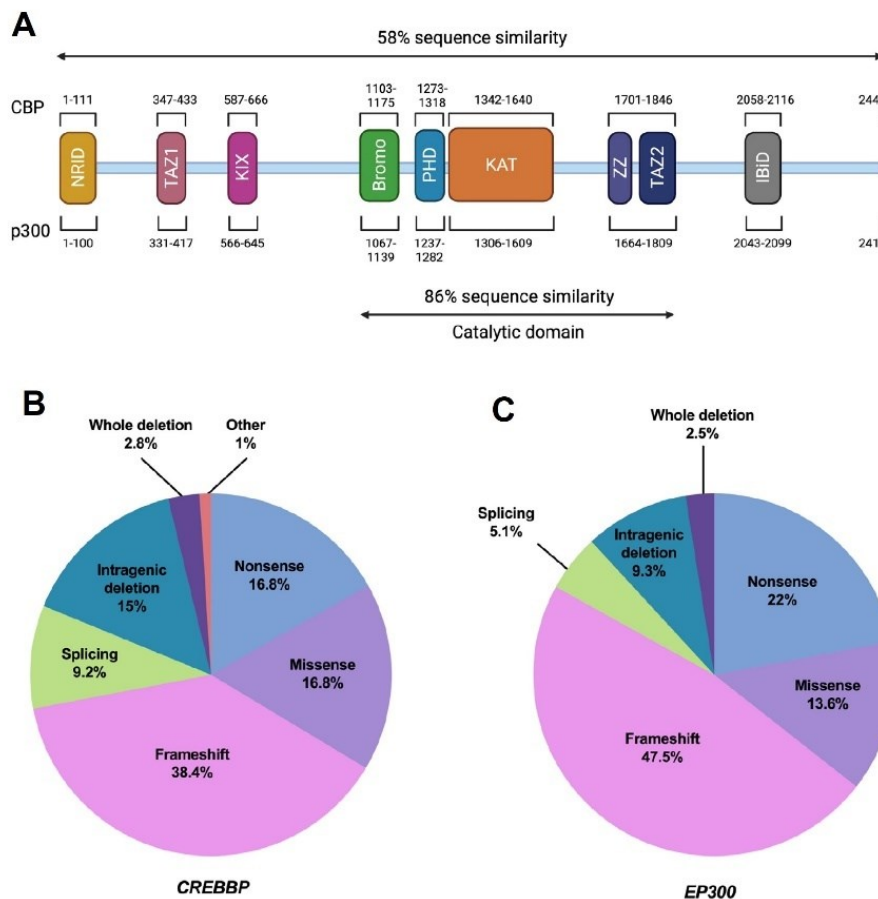 A
58% sequence similarity
CBP
1-111
347-433
587-666
1103-
1175
1273-
1318
1342-1640
1701-1846
2058-2116
244
NRID
TAZ1
KIX
Bromo
PHD
KAT
ZZ
TAZ2
IBiD
p300
1-100
331-417
566-645
1067-
1139
1237-
1282
1306-1609
1664-1809
2043-2099
241
86% sequence similarity
Catalytic domain
B
Whole deletion
2.8%
Other
1%
Nonsense
16.8%
Missense
16.8%
Frameshift
38.4%
Splicing
9.2%
Intragenic
deletion
15%
CREBBP
C
Whole deletion
2.5%
Splicing
5.1%
Intragenic
deletion
9.3%
Nonsense
22%
Missense
13.6%
Frameshift
47.5%
EP300